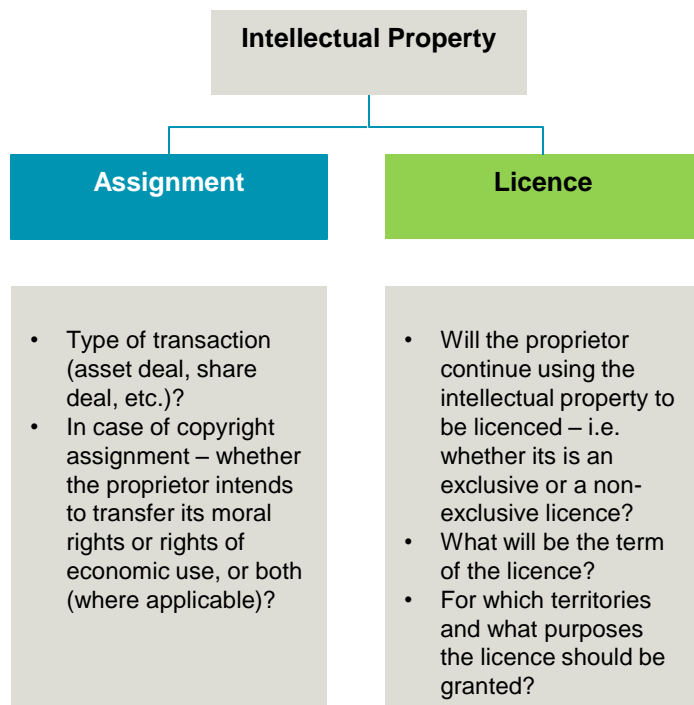 Intellectual Property
Assignment
Licence
• Type of transaction
(asset deal, share
deal, etc.)?
• In case of copyright
assignment – whether
the proprietor intends
to transfer its moral
rights or rights of
economic use, or both
(where applicable)?
• Will the proprietor
continue using the
intellectual property to
be licenced – i.e.
whether its is an
exclusive or a non-
exclusive licence?
• What will be the term
of the licence?
• For which territories
and what purposes
the licence should be
granted?